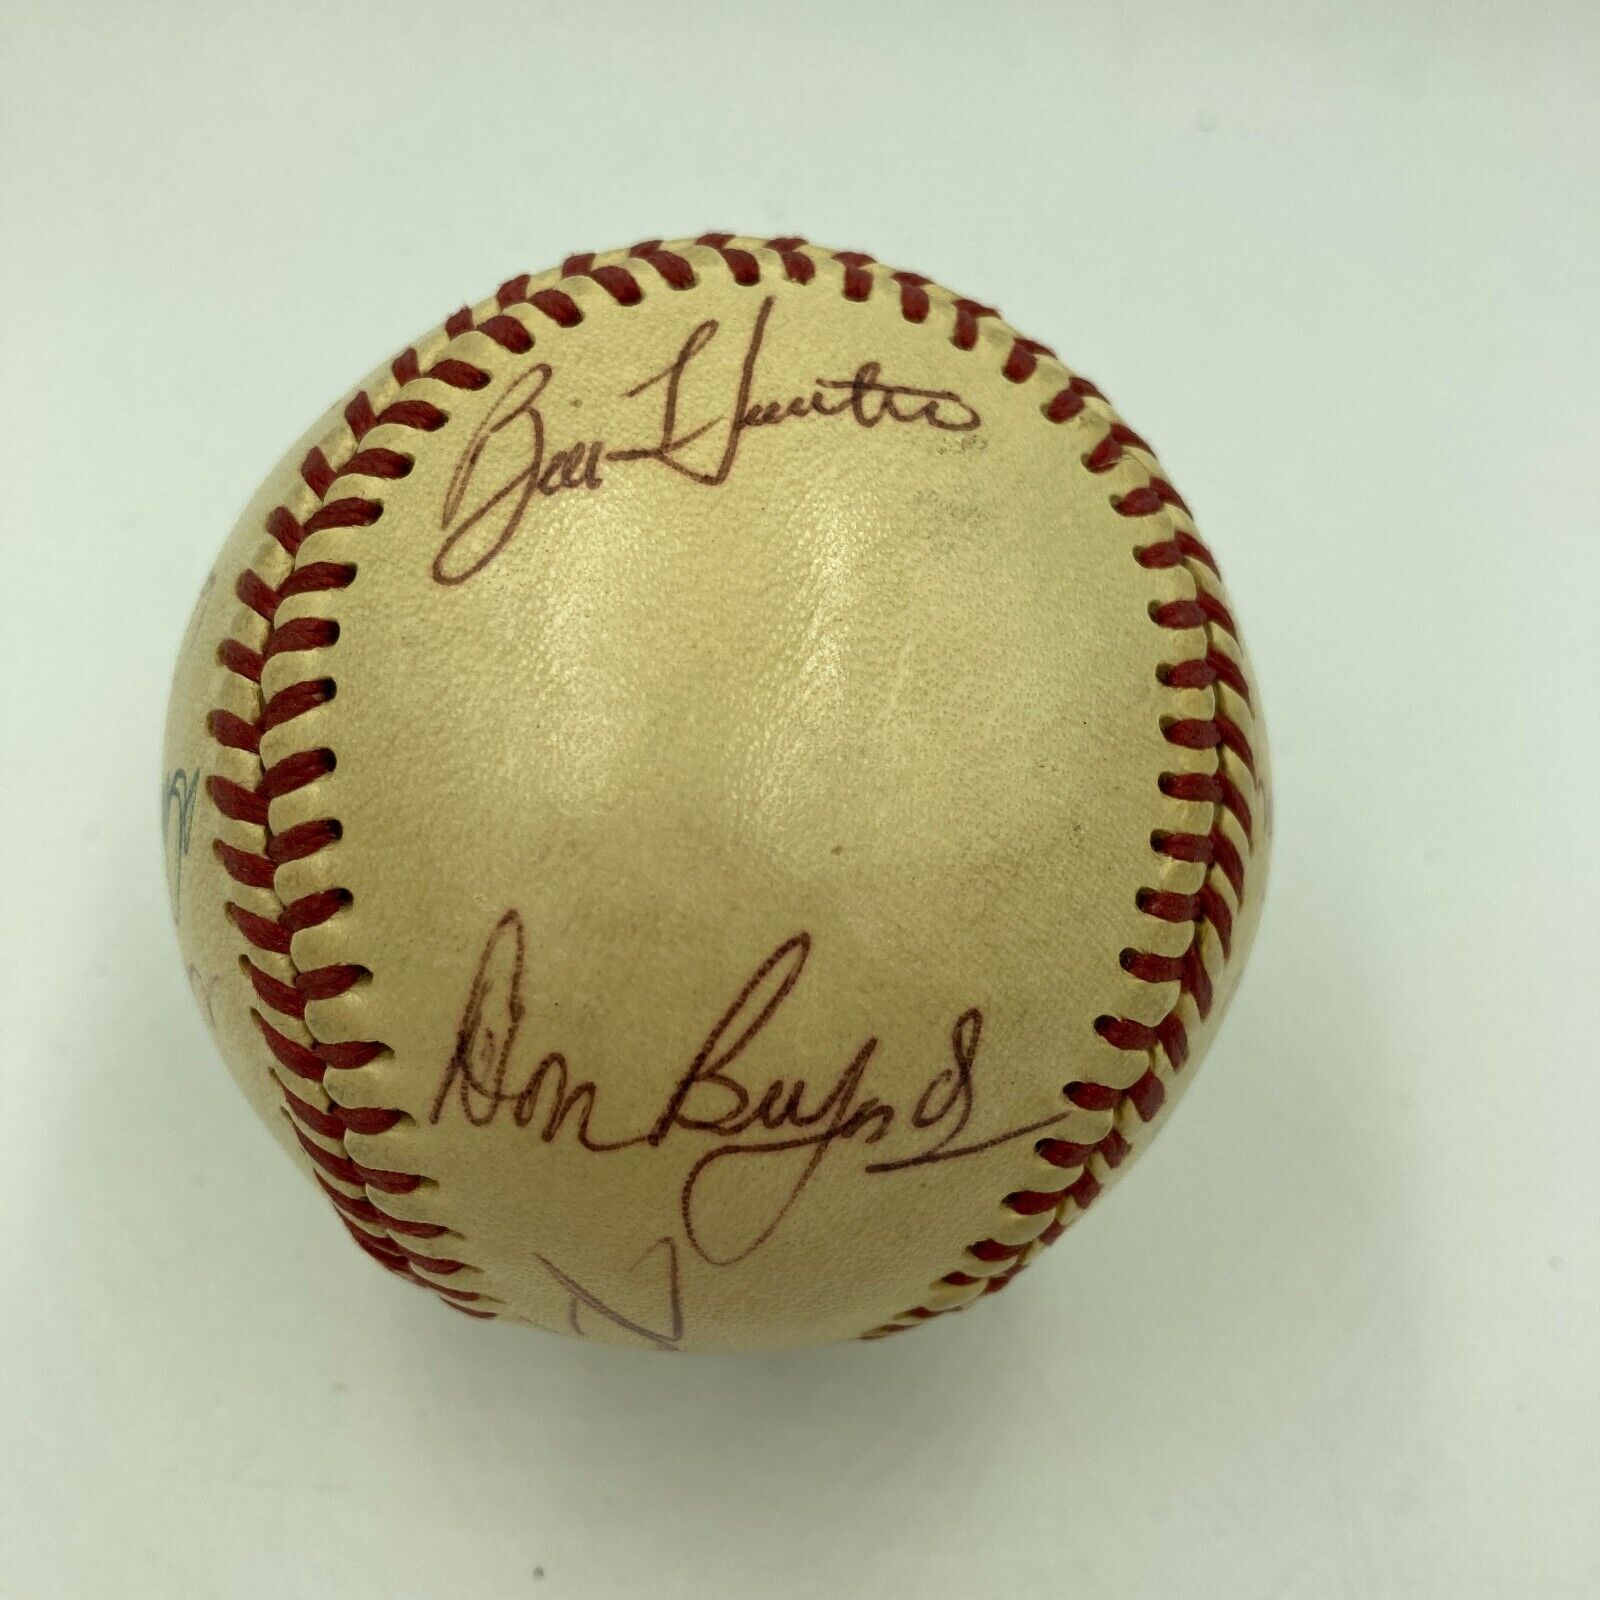 Bill Hunter
Don Buford